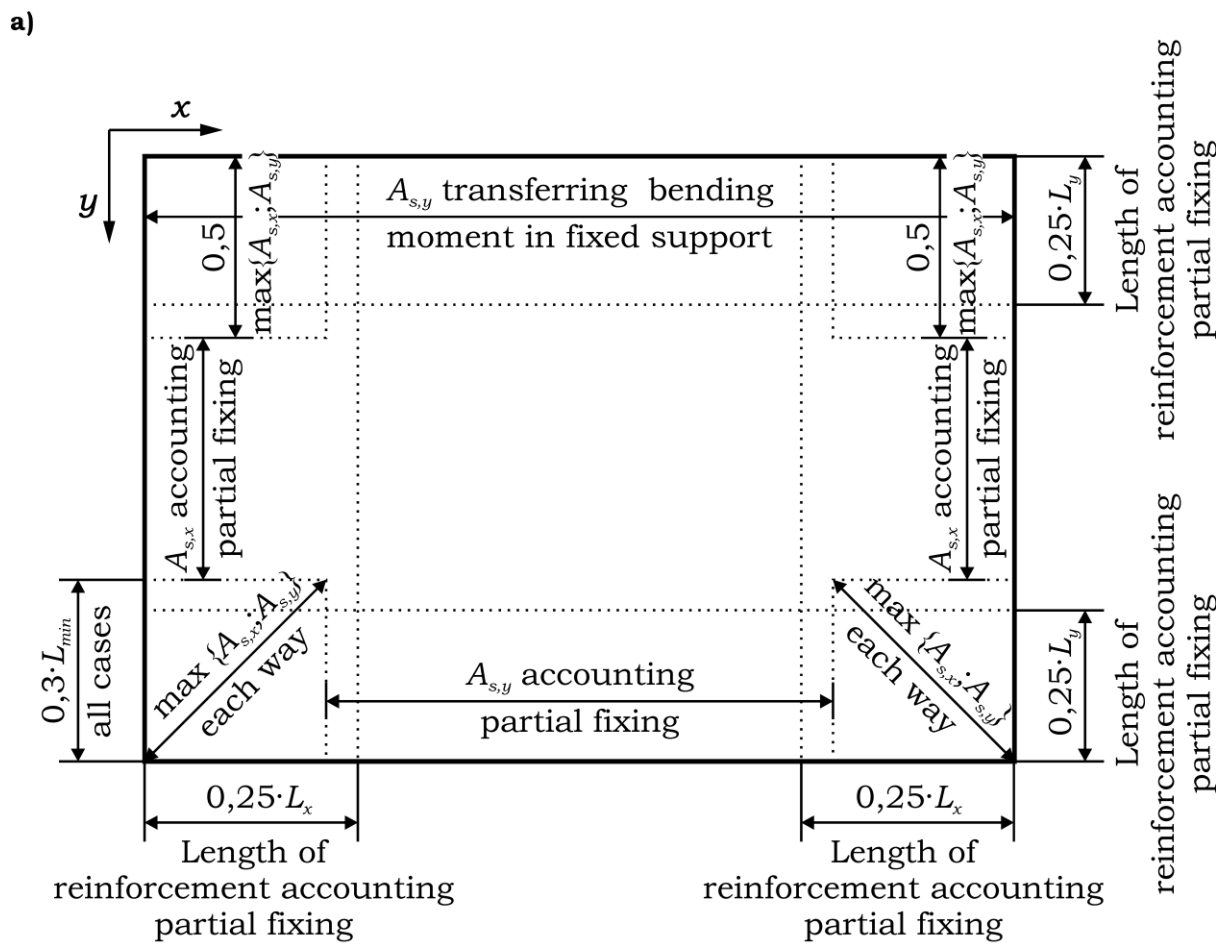 a)
x
y
0,5
max{A_{s,x};A_{s,y}}
A_{s,y} transferring bending
moment in fixed support
0,5
max{A_{s,x};A_{s,y}}
0,25·L_y
Length of
reinforcement accounting
partial fixing
A_{s,x} accounting
partial fixing
A_{s,x} accounting
partial fixing
0,3·L_{min}
all cases
max {A_{s,x};A_{s,y}}
each way
A_{s,y} accounting
partial fixing
max {A_{s,x};A_{s,y}}
each way
0,25·L_y
Length of
reinforcement accounting
partial fixing
0,25·L_x
Length of
reinforcement accounting
partial fixing
0,25·L_x
Length of
reinforcement accounting
partial fixing